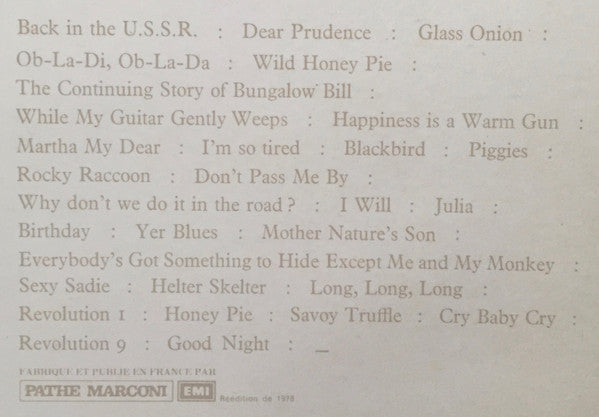 Back in the U.S.S.R. : Dear Prudence : Glass Onion :
Ob-La-Di, Ob-La-Da : Wild Honey Pie :
The Continuing Story of Bungalow Bill :
While My Guitar Gently Weeps : Happiness is a Warm Gun :
Martha My Dear : I'm so tired : Blackbird : Piggies :
Rocky Raccoon : Don't Pass Me By :
Why don't we do it in the road? : I Will : Julia :
Birthday : Yer Blues : Mother Nature's Son :
Everybody's Got Something to Hide Except Me and My Monkey :
Sexy Sadie : Helter Skelter : Long, Long, Long :
Revolution 1 : Honey Pie : Savoy Truffle : Cry Baby Cry :
Revolution 9 : Good Night : _
FABRIQUE ET PUBLIE EN FRANCE PAR
PATHE MARCONI EMI Reedition de 1978